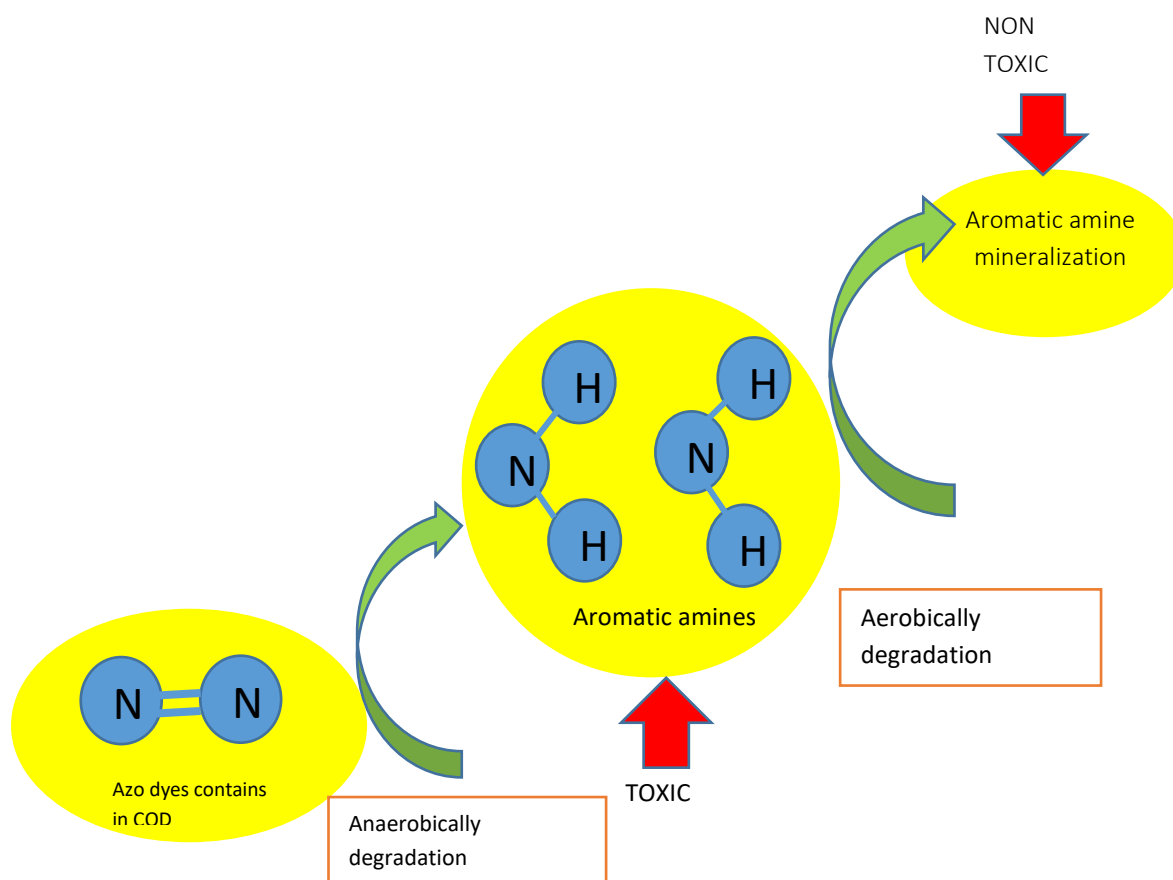 NON
TOXIC
Aromatic amine
mineralization
H
H
N
N
H
H
Aromatic amines
Aerobically
degradation
N
N
Azo dyes contains
in COD
TOXIC
Anaerobically
degradation